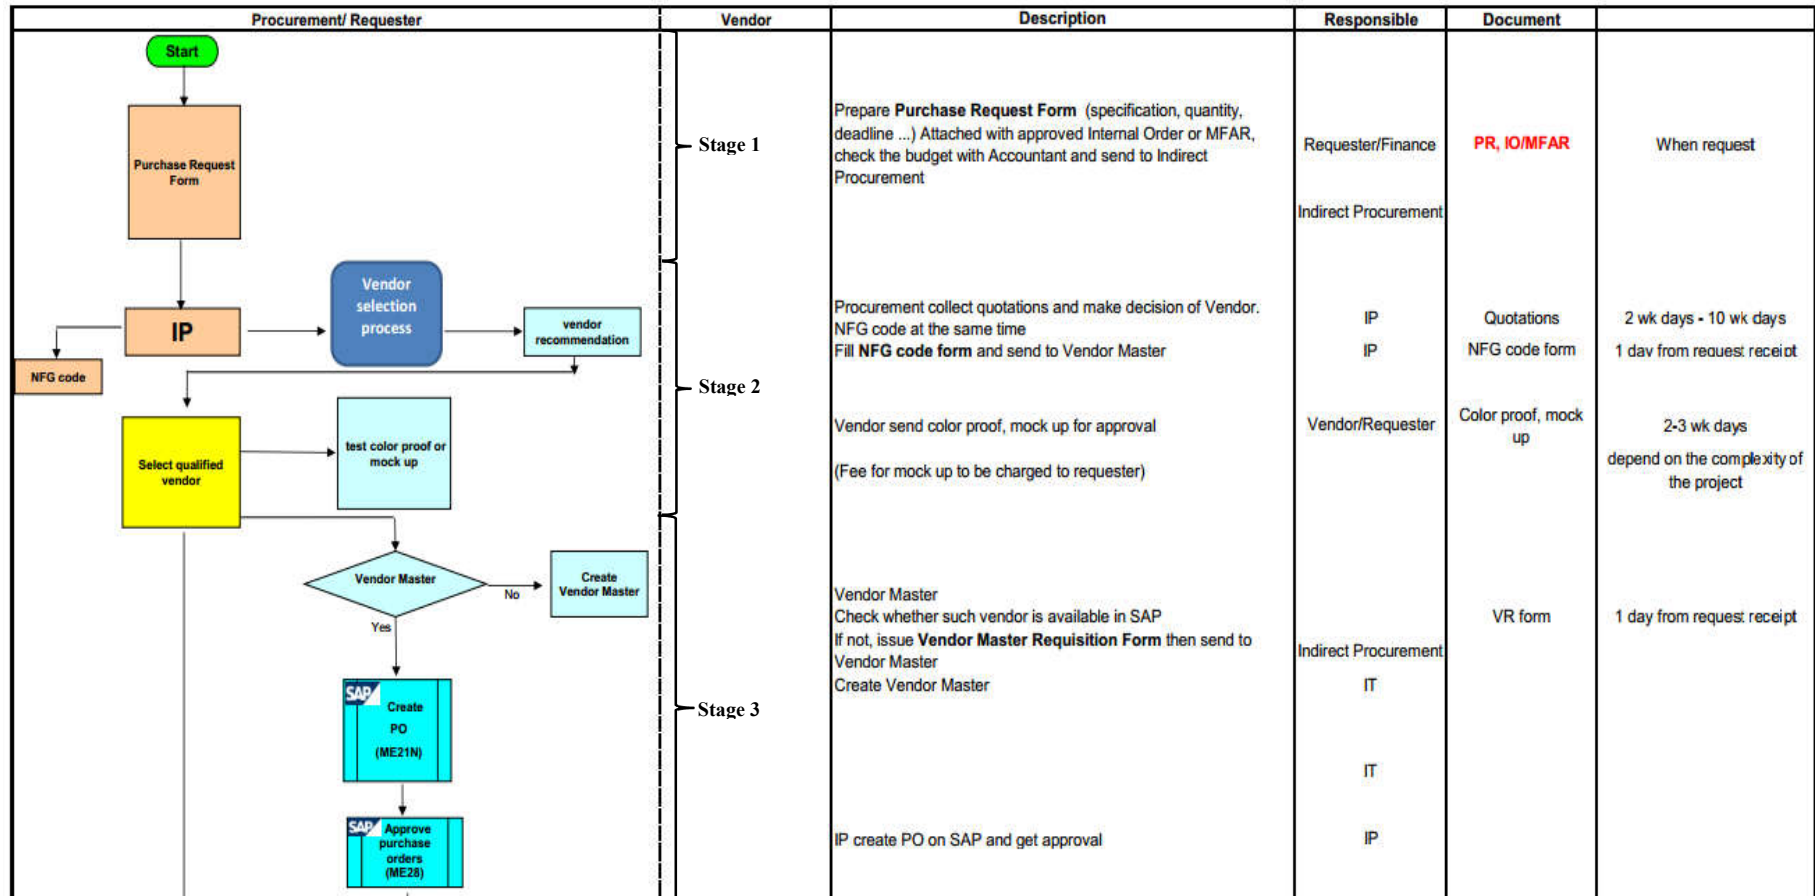 Procurement/ Requester
Vendor
Description
Responsible
Document
Start
Purchase Request
Form
Stage 1
Prepare Purchase Request Form (specification, quantity,
deadline ...) Attached with approved Internal Order or MFAR,
check the budget with Accountant and send to Indirect
Procurement
Requester/Finance
PR, IO/MFAR
When request
Indirect Procurement
IP
Vendor
selection
process
vendor
recommendation
NFG code
Stage 2
Procurement collect quotations and make decision of Vendor.
NFG code at the same time
Fill NFG code form and send to Vendor Master
IP
Quotations
2 wk days - 10 wk days
IP
NFG code form
1 day from request receipt
Select qualified
vendor
test color proof or
mock up
Vendor send color proof, mock up for approval
(Fee for mock up to be charged to requester)
Vendor/Requester
Color proof, mock
up
2-3 wk days
depend on the complexity of
the project
Vendor Master
No
Create
Vendor Master
Yes
Stage 3
Vendor Master
Check whether such vendor is available in SAP
If not, issue Vendor Master Requisition Form then send to
Vendor Master
Create Vendor Master
VR form
1 day from request receipt
Indirect Procurement
IT
SAP
Create
PO
(ME21N)
IT
SAP
Approve
purchase
orders
(ME28)
IP create PO on SAP and get approval
IP